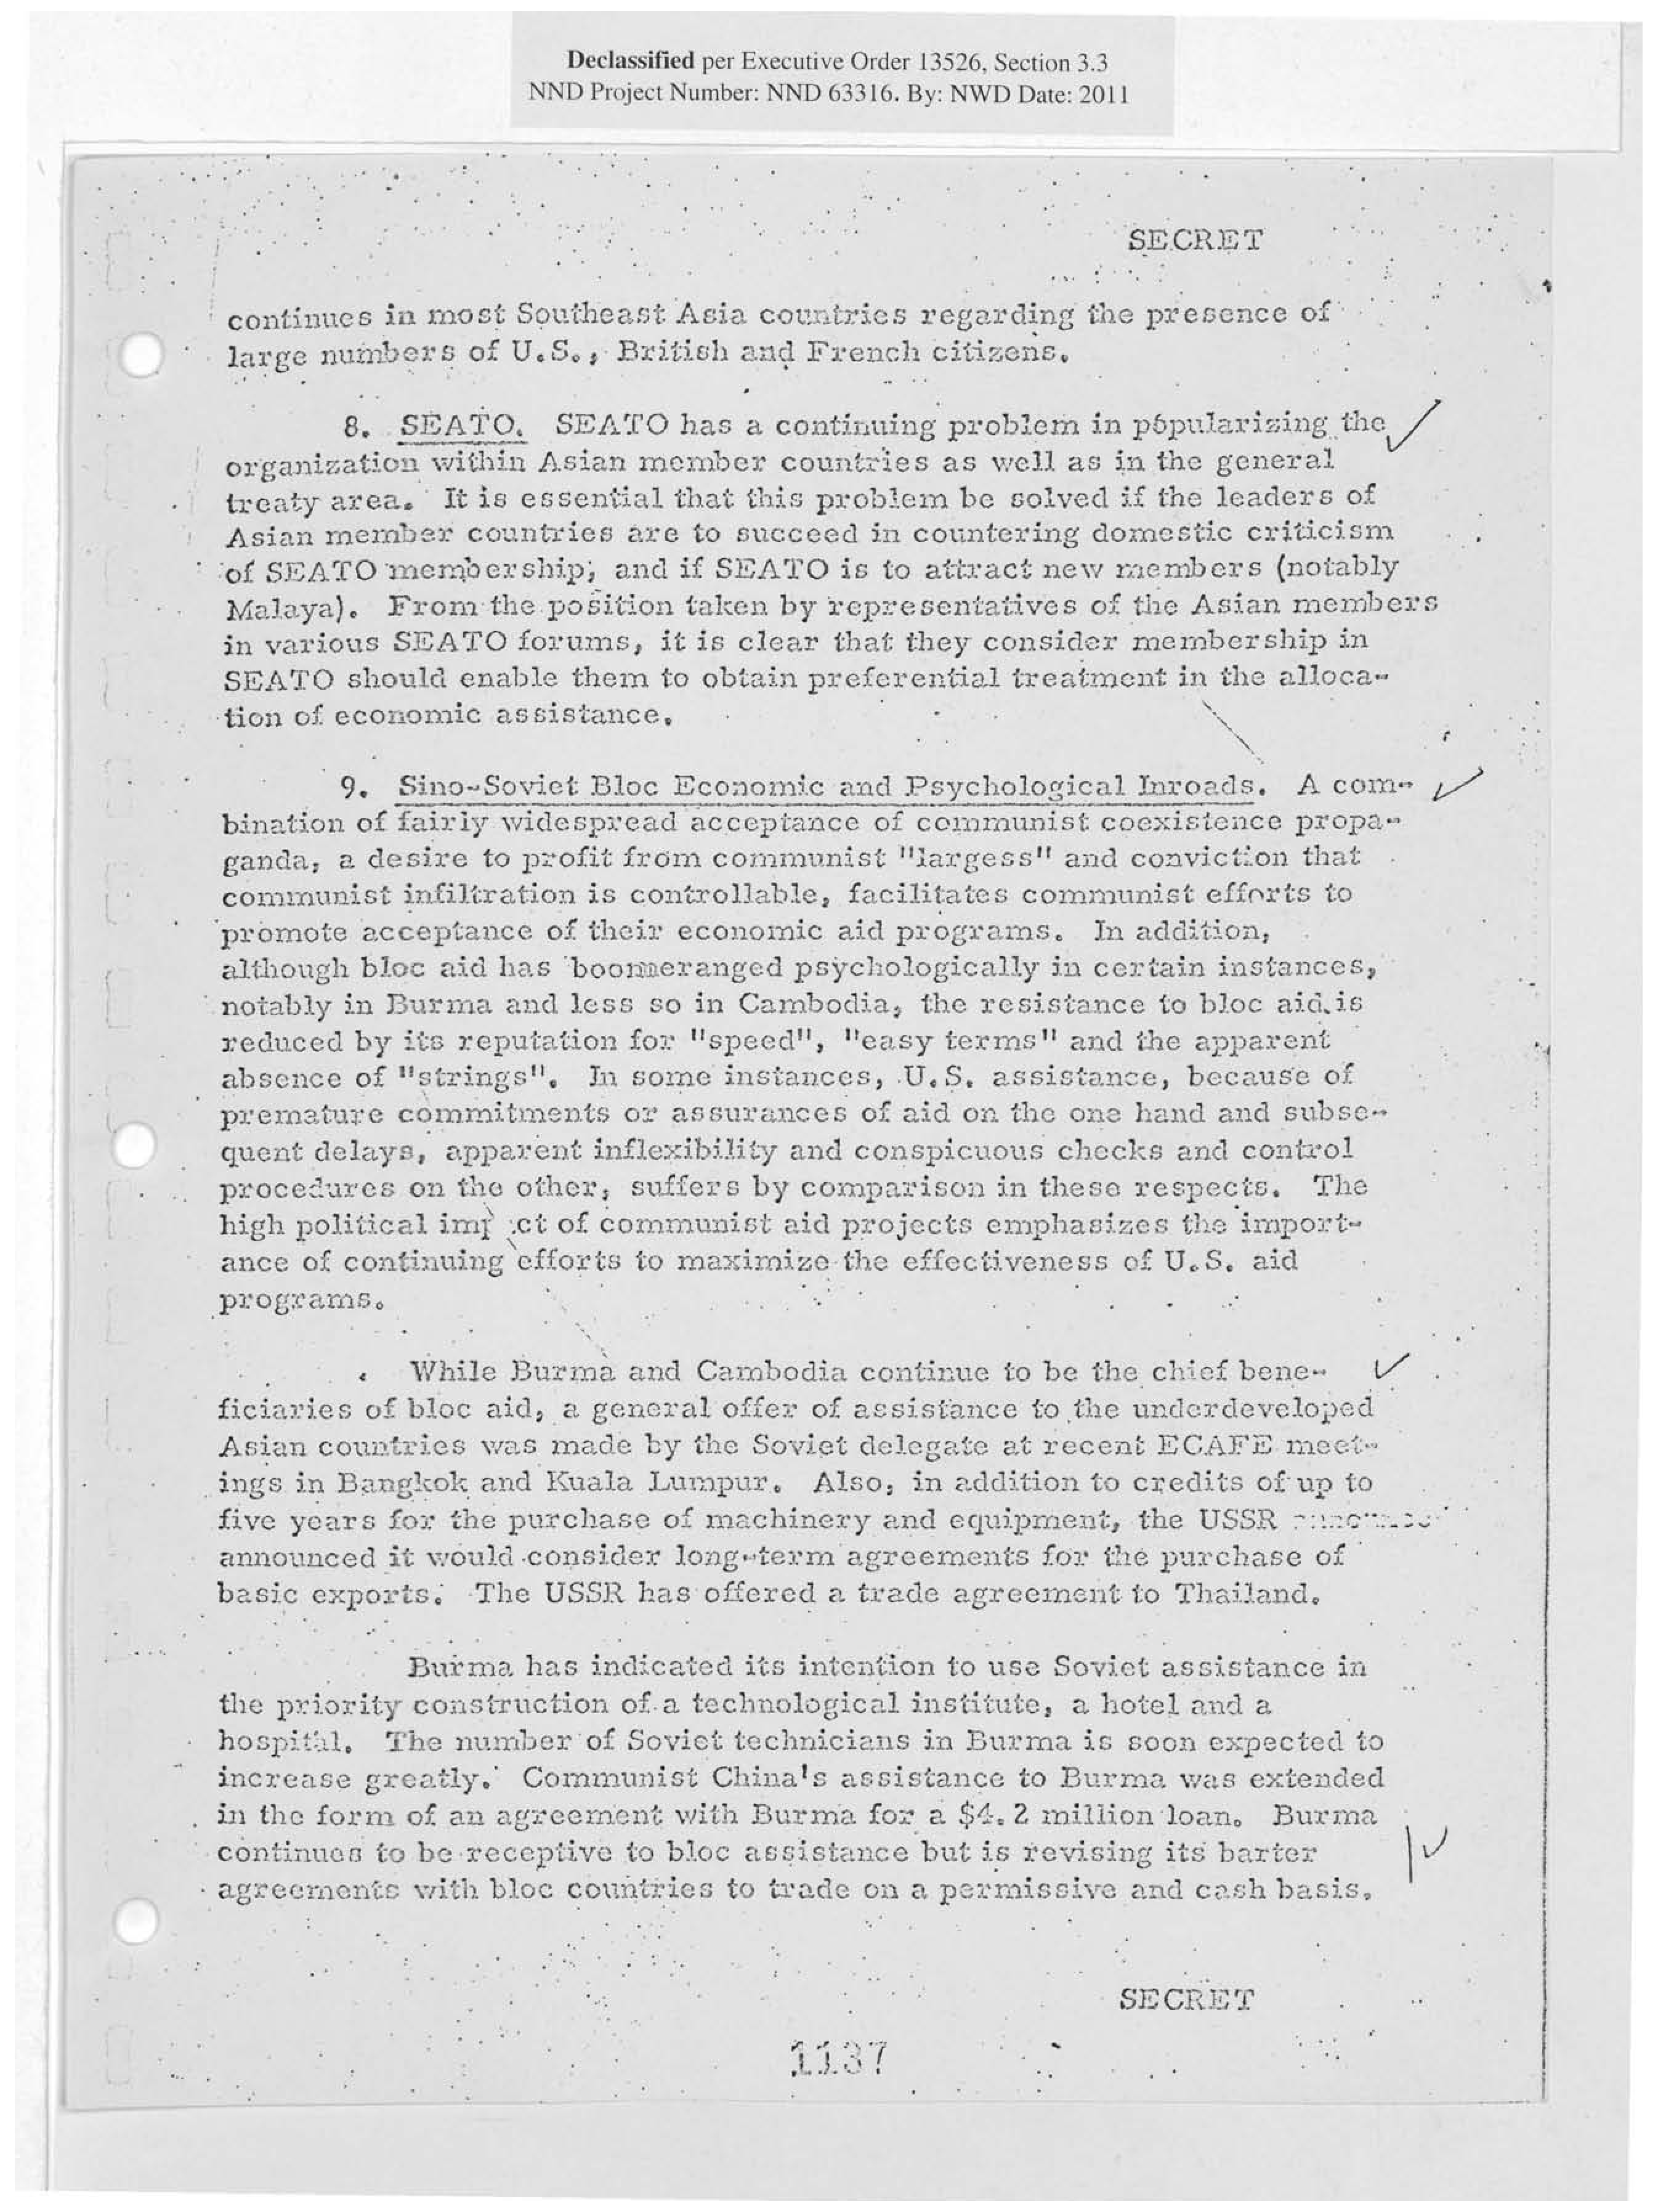 Declassified per Executive Order 13526, Section 3.3
NND Project Number: NND 63316. By: NWD Date: 2011
SECRET
continues in most Southeast Asia countries regarding the presence of
large numbers of U.S., British and French citizens.
8. SEATO. SEATO has a continuing problem in popularizing the
organization within Asian member countries as well as in the general
treaty area. It is essential that this problem be solved if the leaders of
Asian member countries are to succeed in countering domestic criticism
of SEATO membership; and if SEATO is to attract new members (notably
Malaya). From the position taken by representatives of the Asian members
in various SEATO forums, it is clear that they consider membership in
SEATO should enable them to obtain preferential treatment in the alloca-
tion of economic assistance.
9. Sino-Soviet Bloc Economic and Psychological Inroads. A com-
bination of fairly widespread acceptance of communist coexistence propa-
ganda, a desire to profit from communist "largess" and conviction that
communist infiltration is controllable, facilitates communist efforts to
promote acceptance of their economic aid programs. In addition,
although bloc aid has boomeranged psychologically in certain instances,
notably in Burma and less so in Cambodia, the resistance to bloc aid is
reduced by its reputation for "speed", "easy terms" and the apparent
absence of "strings". In some instances, U.S. assistance, because of
premature commitments or assurances of aid on the one hand and subse-
quent delays, apparent inflexibility and conspicuous checks and control
procedures on the other, suffers by comparison in these respects. The
high political impact of communist aid projects emphasizes the import-
ance of continuing efforts to maximize the effectiveness of U.S. aid
programs.
While Burma and Cambodia continue to be the chief bene-
ficiaries of bloc aid, a general offer of assistance to the underdeveloped
Asian countries was made by the Soviet delegate at recent ECAFE meet-
ings in Bangkok and Kuala Lumpur. Also, in addition to credits of up to
five years for the purchase of machinery and equipment, the USSR
announced it would consider long-term agreements for the purchase of
basic exports. The USSR has offered a trade agreement to Thailand.
Burma has indicated its intention to use Soviet assistance in
the priority construction of a technological institute, a hotel and a
hospital. The number of Soviet technicians in Burma is soon expected to
increase greatly. Communist China's assistance to Burma was extended
in the form of an agreement with Burma for a $4.2 million loan. Burma
continues to be receptive to bloc assistance but is revising its barter
agreements with bloc countries to trade on a permissive and cash basis.
SECRET
1137